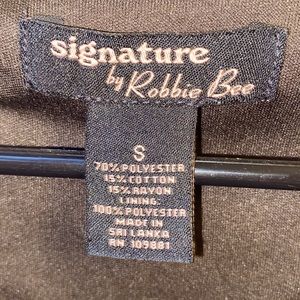 signature
by Robbie Bee
S
70% POLYESTER
15% COTTON
15% RAYON
LINING:
100% POLYESTER
MADE IN
SRI LANKA
RN 109881